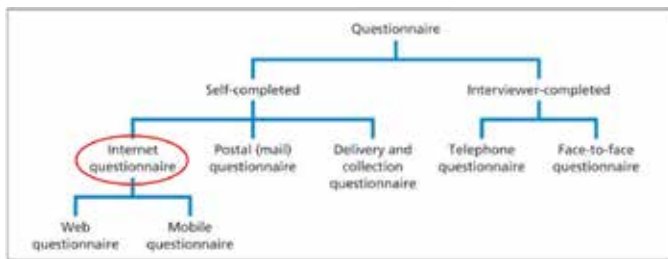 Questionnaire
Self-completed
Interviewer-completed
Internet
questionnaire
Postal (mail)
questionnaire
Delivery and
collection
questionnaire
Telephone
questionnaire
Face-to-face
questionnaire
Web
questionnaire
Mobile
questionnaire